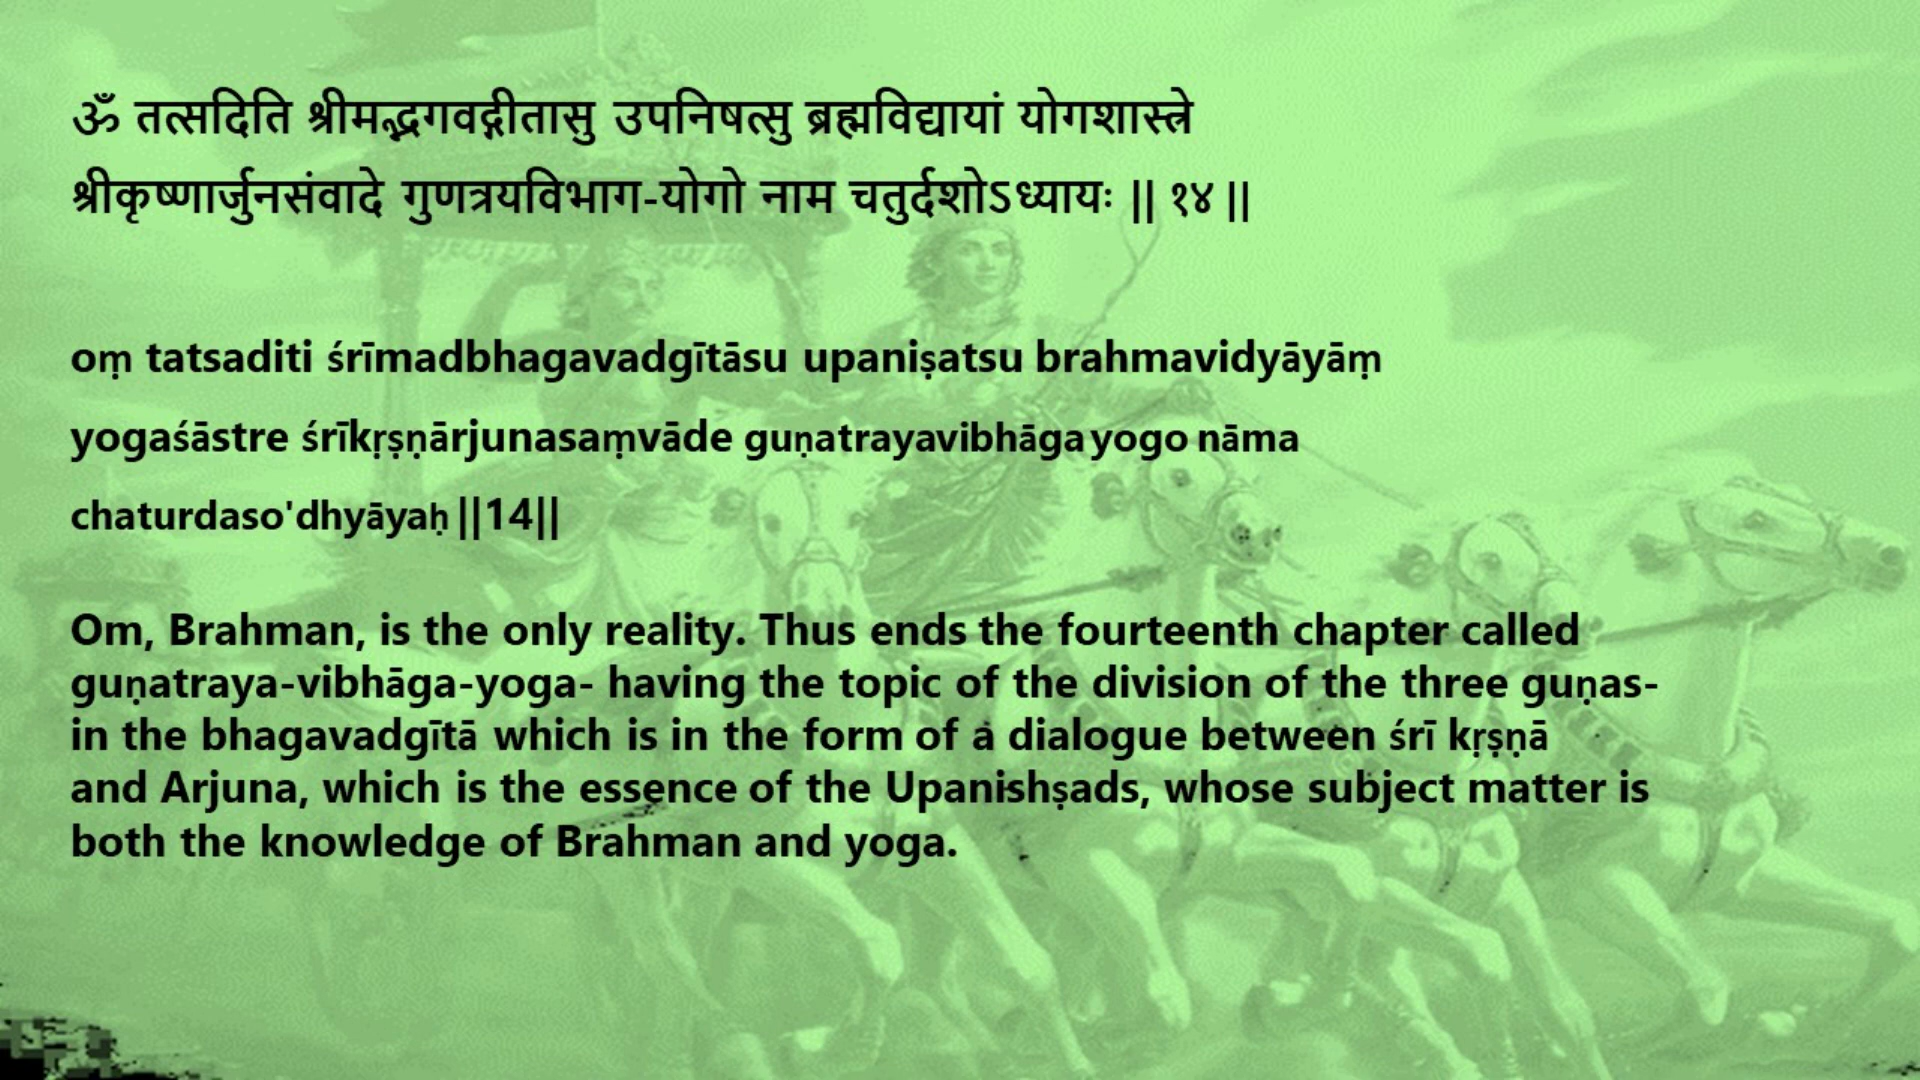 ॐ तत्सदिति श्रीमद्भगवद्गीतासु उपनिषत्सु ब्रह्मविद्यायां योगशास्त्रे
श्रीकृष्णार्जुनसंवादे गुणत्रयविभाग-योगो नाम चतुर्दशोऽध्यायः || १४ ||
oṃ tatsaditi śrīmadbhagavadgītāsu upaniṣatsu brahmavidyāyāṃ
yogaśāstre śrīkṛṣṇārjunasaṃvāde guṇatrayavibhāga yogo nāma
chaturdaso'dhyāyaḥ ||14||
Om, Brahman, is the only reality. Thus ends the fourteenth chapter called
guṇatraya-vibhāga-yoga- having the topic of the division of the three guṇas-
in the bhagavadgītā which is in the form of a dialogue between śrī kṛṣṇā
and Arjuna, which is the essence of the Upanishṣads, whose subject matter is
both the knowledge of Brahman and yoga.